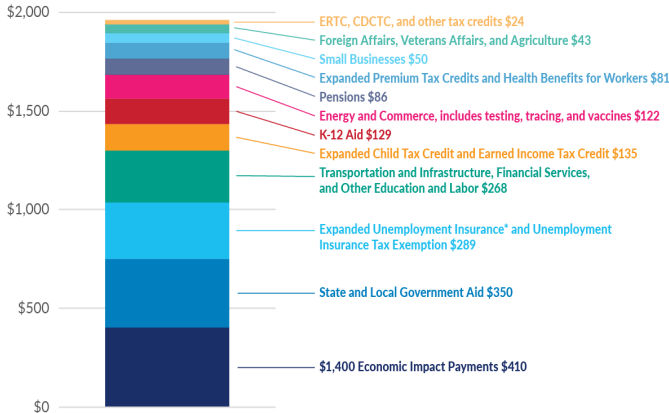 $2,000
$1,500
$1,000
$500
$0
ERTC, CDCTC, and other tax credits $24
Foreign Affairs, Veterans Affairs, and Agriculture $43
Small Businesses $50
Expanded Premium Tax Credits and Health Benefits for Workers $81
Pensions $86
Energy and Commerce, includes testing, tracing, and vaccines $122
K-12 Aid $129
Expanded Child Tax Credit and Earned Income Tax Credit $135
Transportation and Infrastructure, Financial Services,
and Other Education and Labor $268
Expanded Unemployment Insurance* and Unemployment
Insurance Tax Exemption $289
State and Local Government Aid $350
$1,400 Economic Impact Payments $410